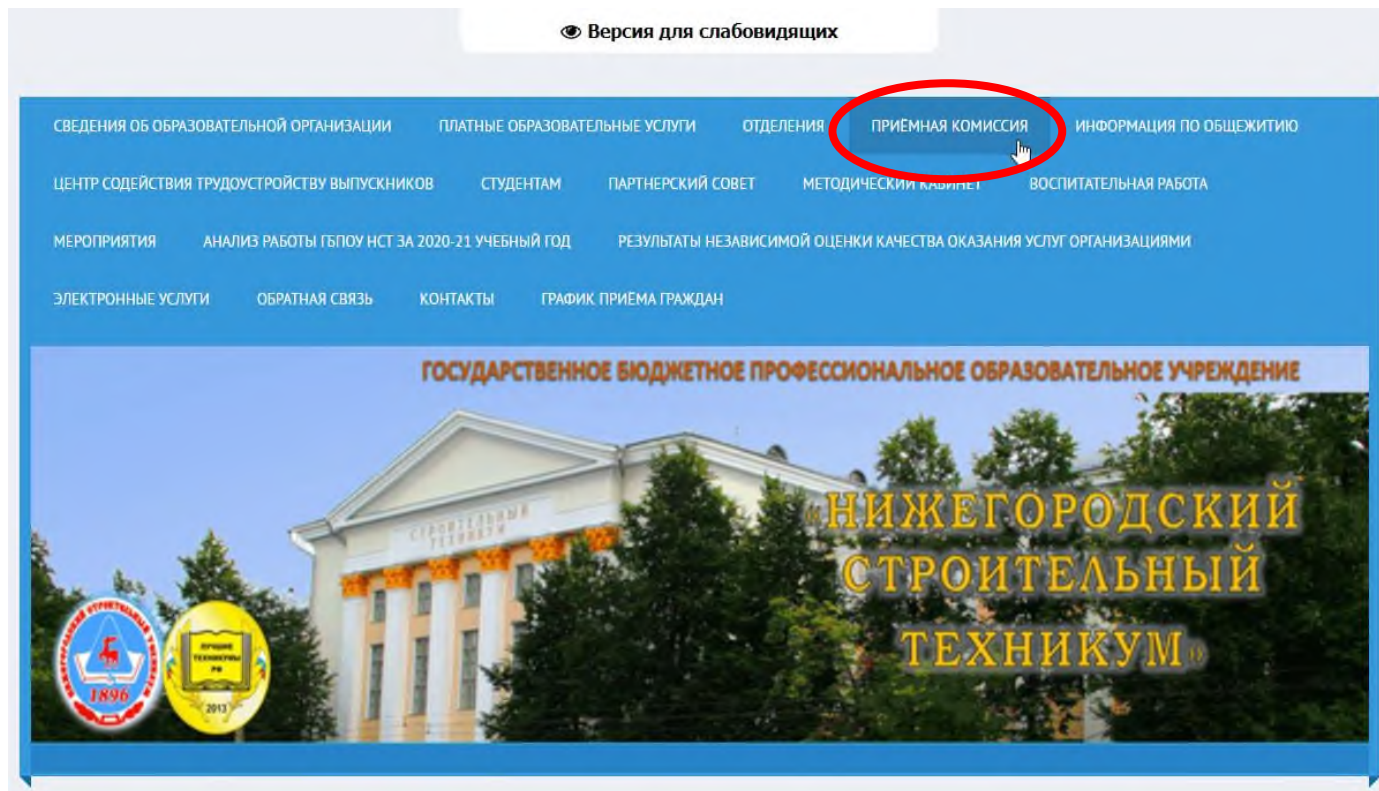 Версия для слабовидящих
СВЕДЕНИЯ ОБ ОБРАЗОВАТЕЛЬНОЙ ОРГАНИЗАЦИИ ПЛАТНЫЕ ОБРАЗОВАТЕЛЬНЫЕ УСЛУГИ ОТДЕЛЕНИЯ ПРИЁМНАЯ КОМИССИЯ ИНФОРМАЦИЯ ПО ОБЩЕЖИТИЮ
ЦЕНТР СОДЕЙСТВИЯ ТРУДОУСТРОЙСТВУ ВЫПУСКНИКОВ СТУДЕНТАМ ПАРТНЕРСКИЙ СОВЕТ МЕТОДИЧЕСКИЙ КАБИНЕТ ВОСПИТАТЕЛЬНАЯ РАБОТА
МЕРОПРИЯТИЯ АНАЛИЗ РАБОТЫ ГБПОУ НСТ ЗА 2020-21 УЧЕБНЫЙ ГОД РЕЗУЛЬТАТЫ НЕЗАВИСИМОЙ ОЦЕНКИ КАЧЕСТВА ОКАЗАНИЯ УСЛУГ ОРГАНИЗАЦИЯМИ
ЭЛЕКТРОННЫЕ УСЛУГИ ОБРАТНАЯ СВЯЗЬ КОНТАКТЫ ГРАФИК ПРИЁМА ГРАЖДАН
ГОСУДАРСТВЕННОЕ БЮДЖЕТНОЕ ПРОФЕССИОНАЛЬНОЕ ОБРАЗОВАТЕЛЬНОЕ УЧРЕЖДЕНИЕ
«НИЖЕГОРОДСКИЙ
СТРОИТЕЛЬНЫЙ
ТЕХНИКУМ»
СТРОИТЕЛЬНЫЙ
ТЕХНИКУМ
НИЖЕГОРОДСКИЙ СТРОИТЕЛЬНЫЙ ТЕХНИКУМ
1896
ЛУЧШИЕ
ТЕХНИКУМЫ
РФ
2013